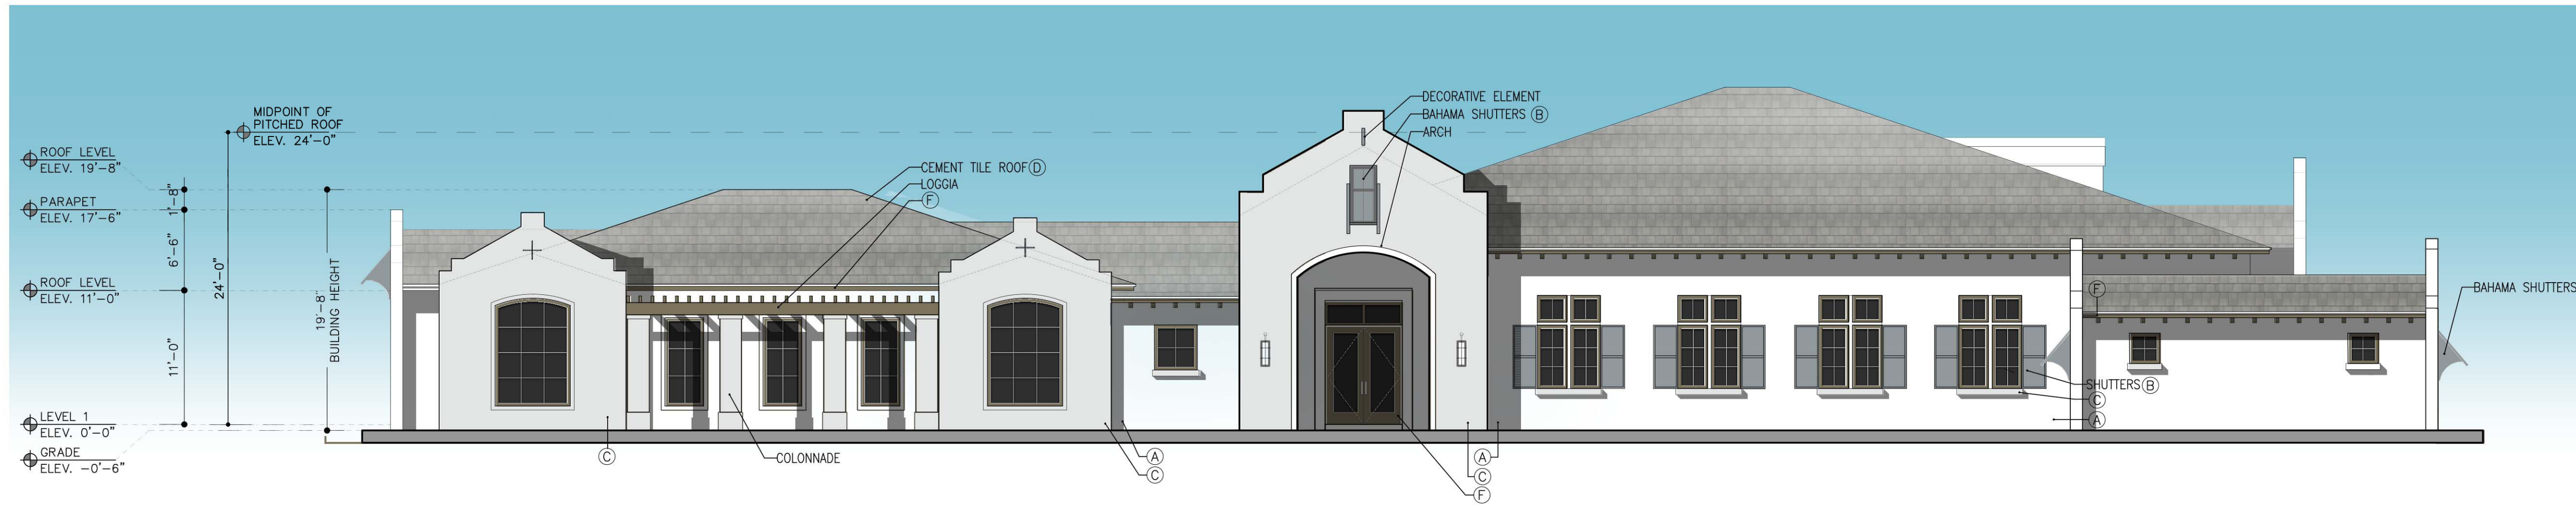 MIDPOINT OF
PITCHED ROOF
ELEV. 24'-0"
ROOF LEVEL
ELEV. 19'-8"
PARAPET
ELEV. 17'-6"
ROOF LEVEL
ELEV. 11'-0"
LEVEL 1
ELEV. 0'-0"
GRADE
ELEV. -0'-6"
1'-8"
6'-6"
11'-0"
24'-0"
19'-8"
BUILDING HEIGHT
CEMENT TILE ROOF D
LOGGIA
F
C
COLONNADE
A
C
DECORATIVE ELEMENT
BAHAMA SHUTTERS B
ARCH
A
C
F
F
SHUTTERS B
C
A
BAHAMA SHUTTERS